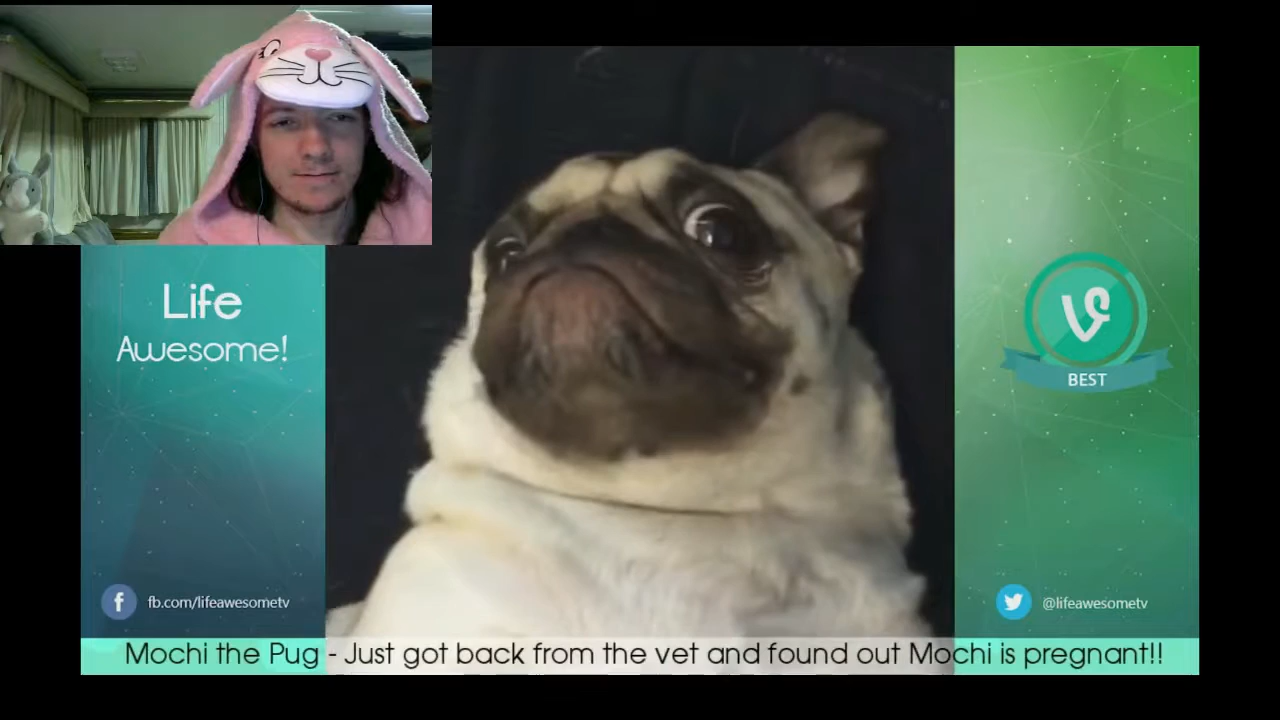 Life
Awesome!
BEST
fb.com/lifeawesometv
@lifeawesometv
Mochi the Pug - Just got back from the vet and found out Mochi is pregnant!!